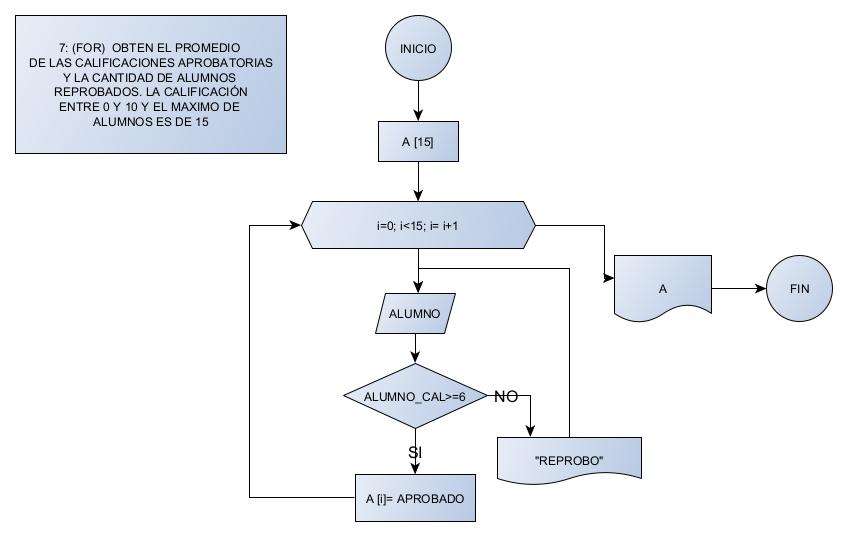 7: (FOR)  OBTEN EL PROMEDIO
DE LAS CALIFICACIONES APROBATORIAS
Y LA CANTIDAD DE ALUMNOS
REPROBADOS. LA CALIFICACIÓN
ENTRE 0 Y 10 Y EL MAXIMO DE
ALUMNOS ES DE 15
INICIO
A [15]
i=0; i<15; i= i+1
A
FIN
ALUMNO
ALUMNO_CAL>=6
NO
"REPROBO"
SI
A [i]= APROBADO